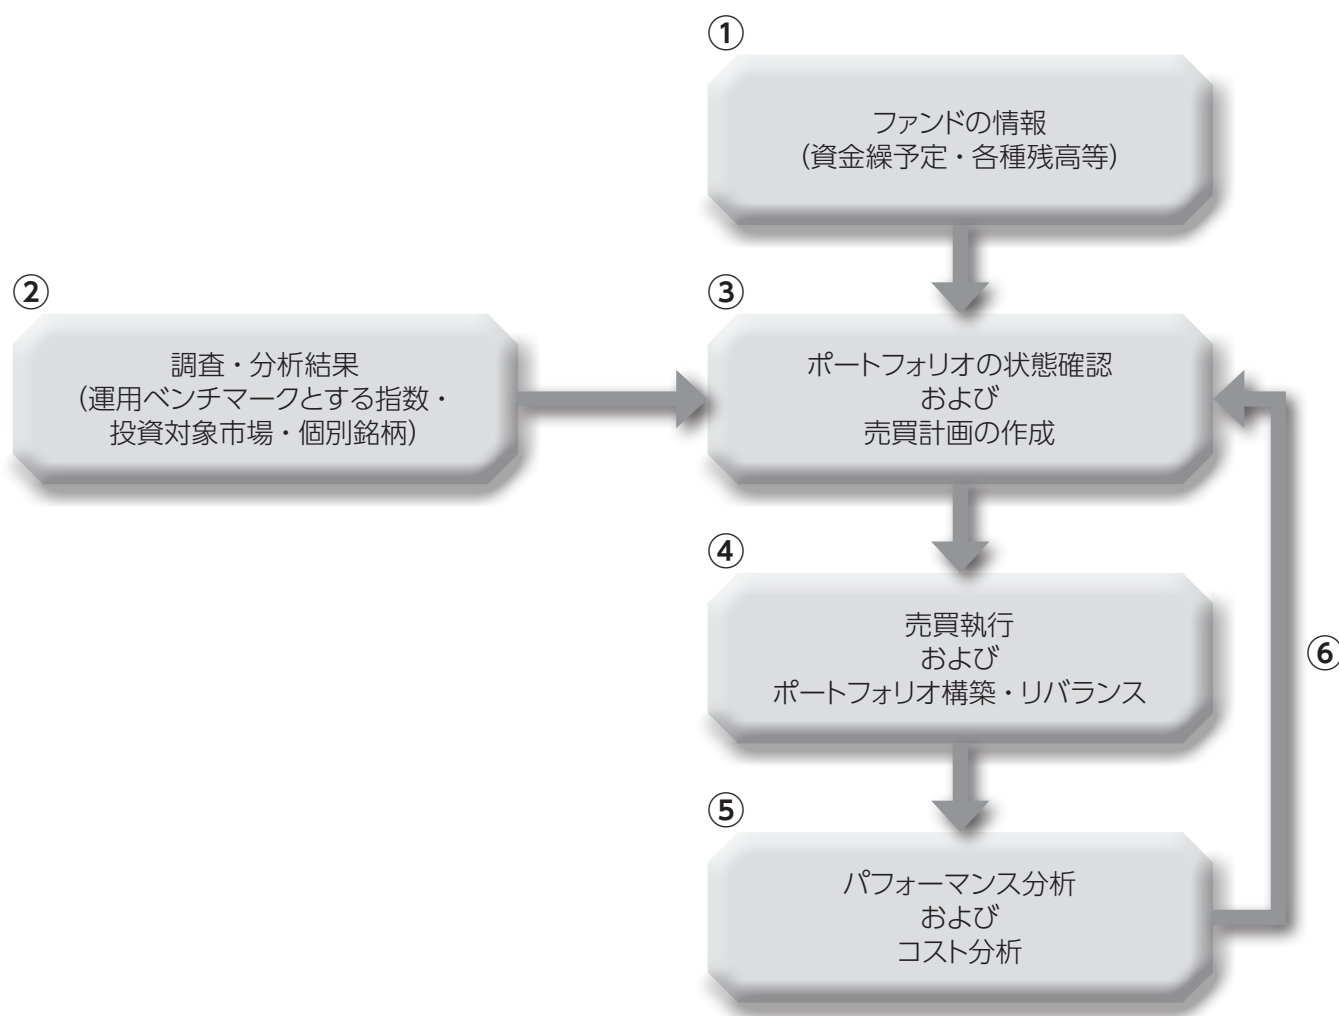 ①
ファンドの情報
(資金繰予定・各種残高等)
②
調査・分析結果
(運用ベンチマークとする指数・
投資対象市場・個別銘柄)
③
ポートフォリオの状態確認
および
売買計画の作成
④
売買執行
および
ポートフォリオ構築・リバランス
⑤
パフォーマンス分析
および
コスト分析
⑥